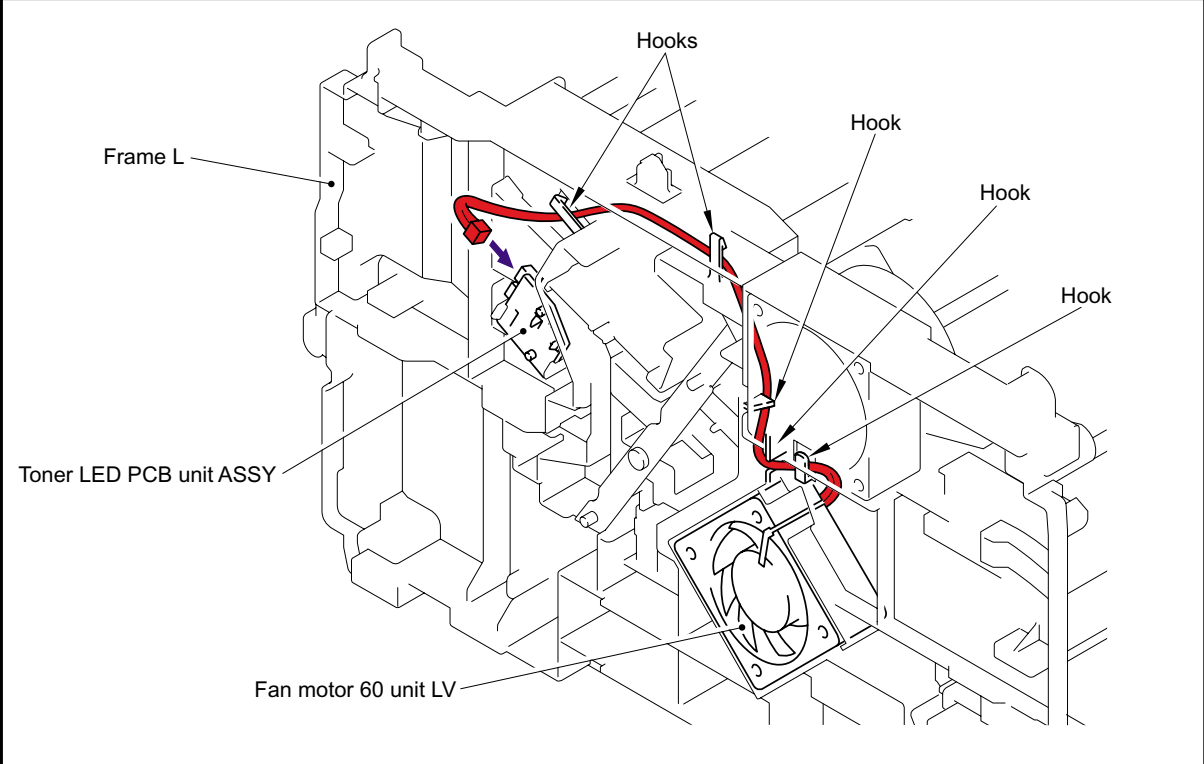 Hooks
Hook
Frame L
Hook
Hook
Toner LED PCB unit ASSY
Fan motor 60 unit LV